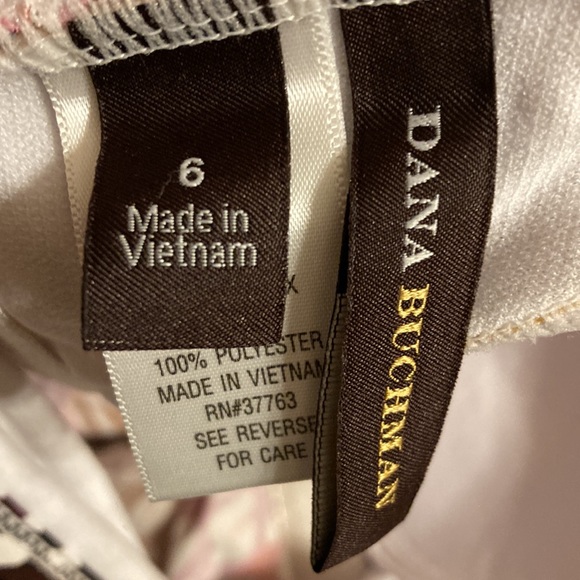 6
Made in
Vietnam
X
100% POLYESTER
MADE IN VIETNAM
RN#37763
SEE REVERSE
FOR CARE
DANA BUCHMAN